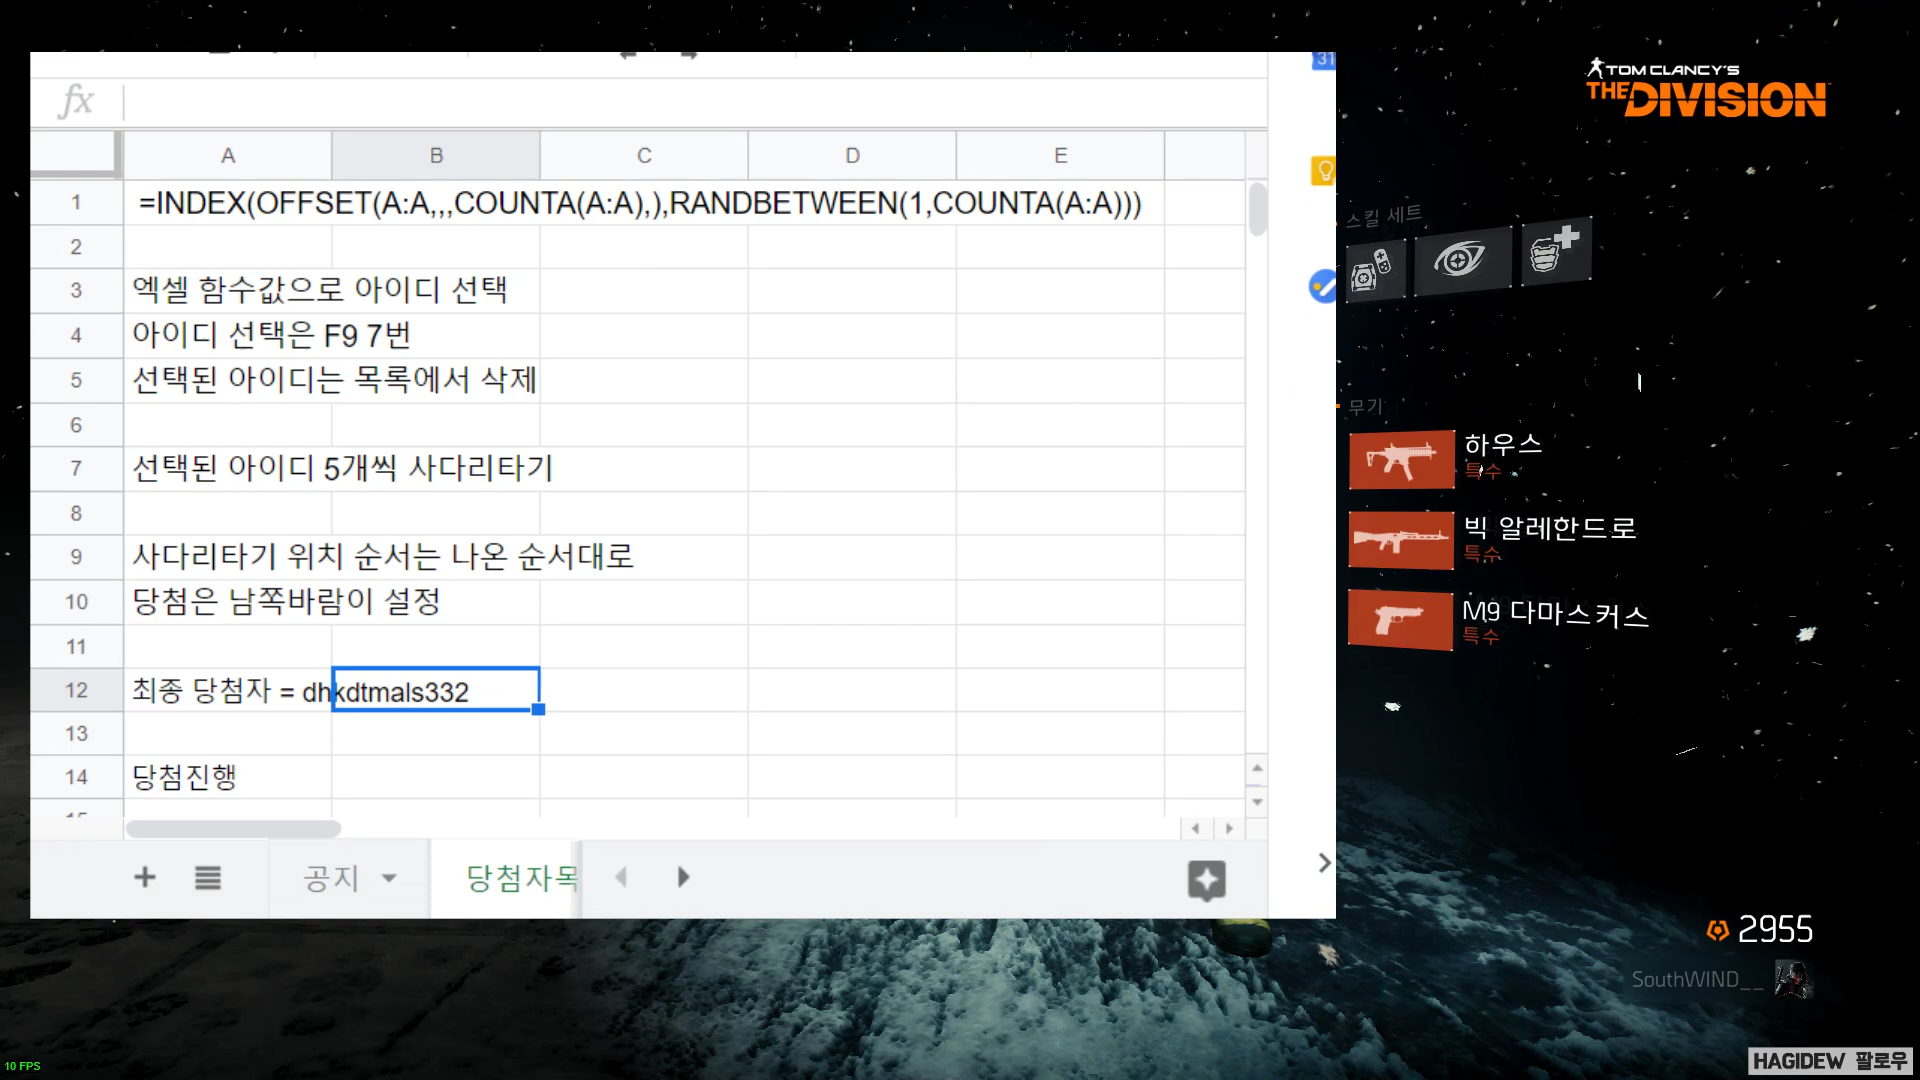 fx
A B C D E
1 =INDEX(OFFSET(A:A,,,COUNTA(A:A),),RANDBETWEEN(1,COUNTA(A:A)))
2
3 엑셀 함수값으로 아이디 선택
4 아이디 선택은 F9 7번
5 선택된 아이디는 목록에서 삭제
6
7 선택된 아이디 5개씩 사다리타기
8
9 사다리타기 위치 순서는 나온 순서대로
10 당첨은 남쪽바람이 설정
11
12 최종 당첨자 = dhkdtmals332
13
14 당첨진행
공지 당첨자목
31
TOM CLANCY'S
THE DIVISION
스킬 세트
무기
하우스
특수
빅 알레한드로
특수
M9 다마스커스
특수
2955
SouthWIND__
10 FPS
HAGIDEW 팔로우